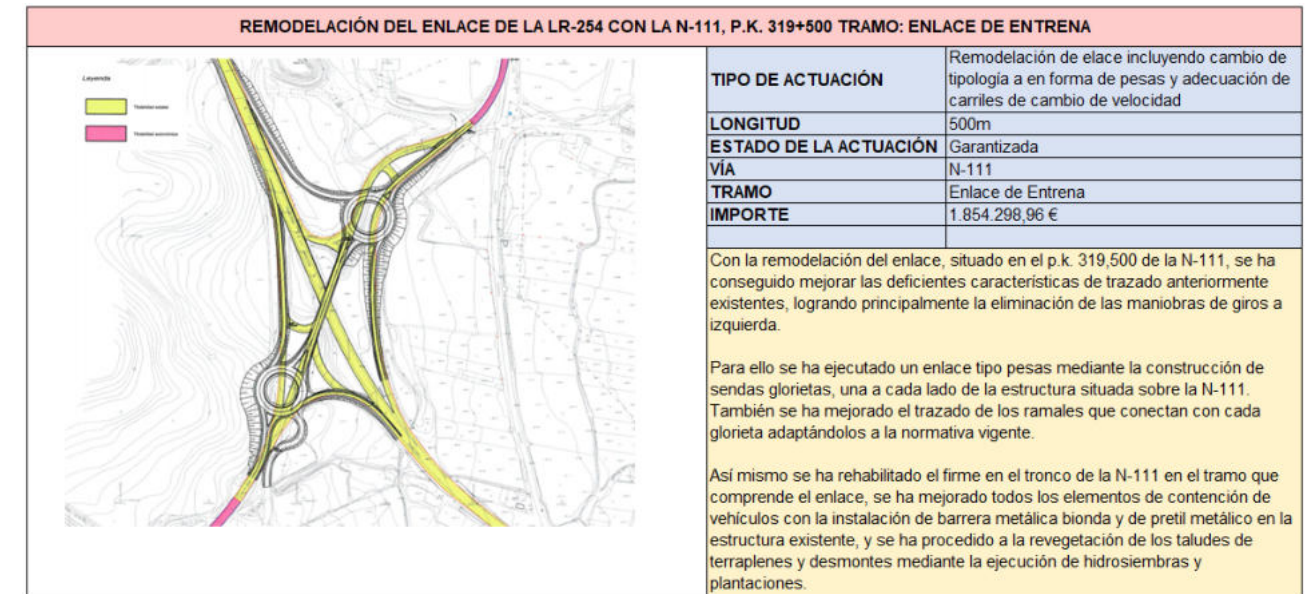 REMODELACIÓN DEL ENLACE DE LA LR-254 CON LA N-111, P.K. 319+500 TRAMO: ENLACE DE ENTRENA
Leyenda
Titularidad estatal
Titularidad autonómica
TIPO DE ACTUACIÓN
Remodelación de elace incluyendo cambio de
tipología a en forma de pesas y adecuación de
carriles de cambio de velocidad
LONGITUD
500m
ESTADO DE LA ACTUACIÓN
Garantizada
VÍA
N-111
TRAMO
Enlace de Entrena
IMPORTE
1.854.298,96 €
Con la remodelación del enlace, situado en el p.k. 319,500 de la N-111, se ha
conseguido mejorar las deficientes características de trazado anteriormente
existentes, logrando principalmente la eliminación de las maniobras de giros a
izquierda.
Para ello se ha ejecutado un enlace tipo pesas mediante la construcción de
sendas glorietas, una a cada lado de la estructura situada sobre la N-111.
También se ha mejorado el trazado de los ramales que conectan con cada
glorieta adaptándolos a la normativa vigente.
Así mismo se ha rehabilitado el firme en el tronco de la N-111 en el tramo que
comprende el enlace, se ha mejorado todos los elementos de contención de
vehículos con la instalación de barrera metálica bionda y de pretil metálico en la
estructura existente, y se ha procedido a la revegetación de los taludes de
terraplenes y desmontes mediante la ejecución de hidrosiembras y
plantaciones.